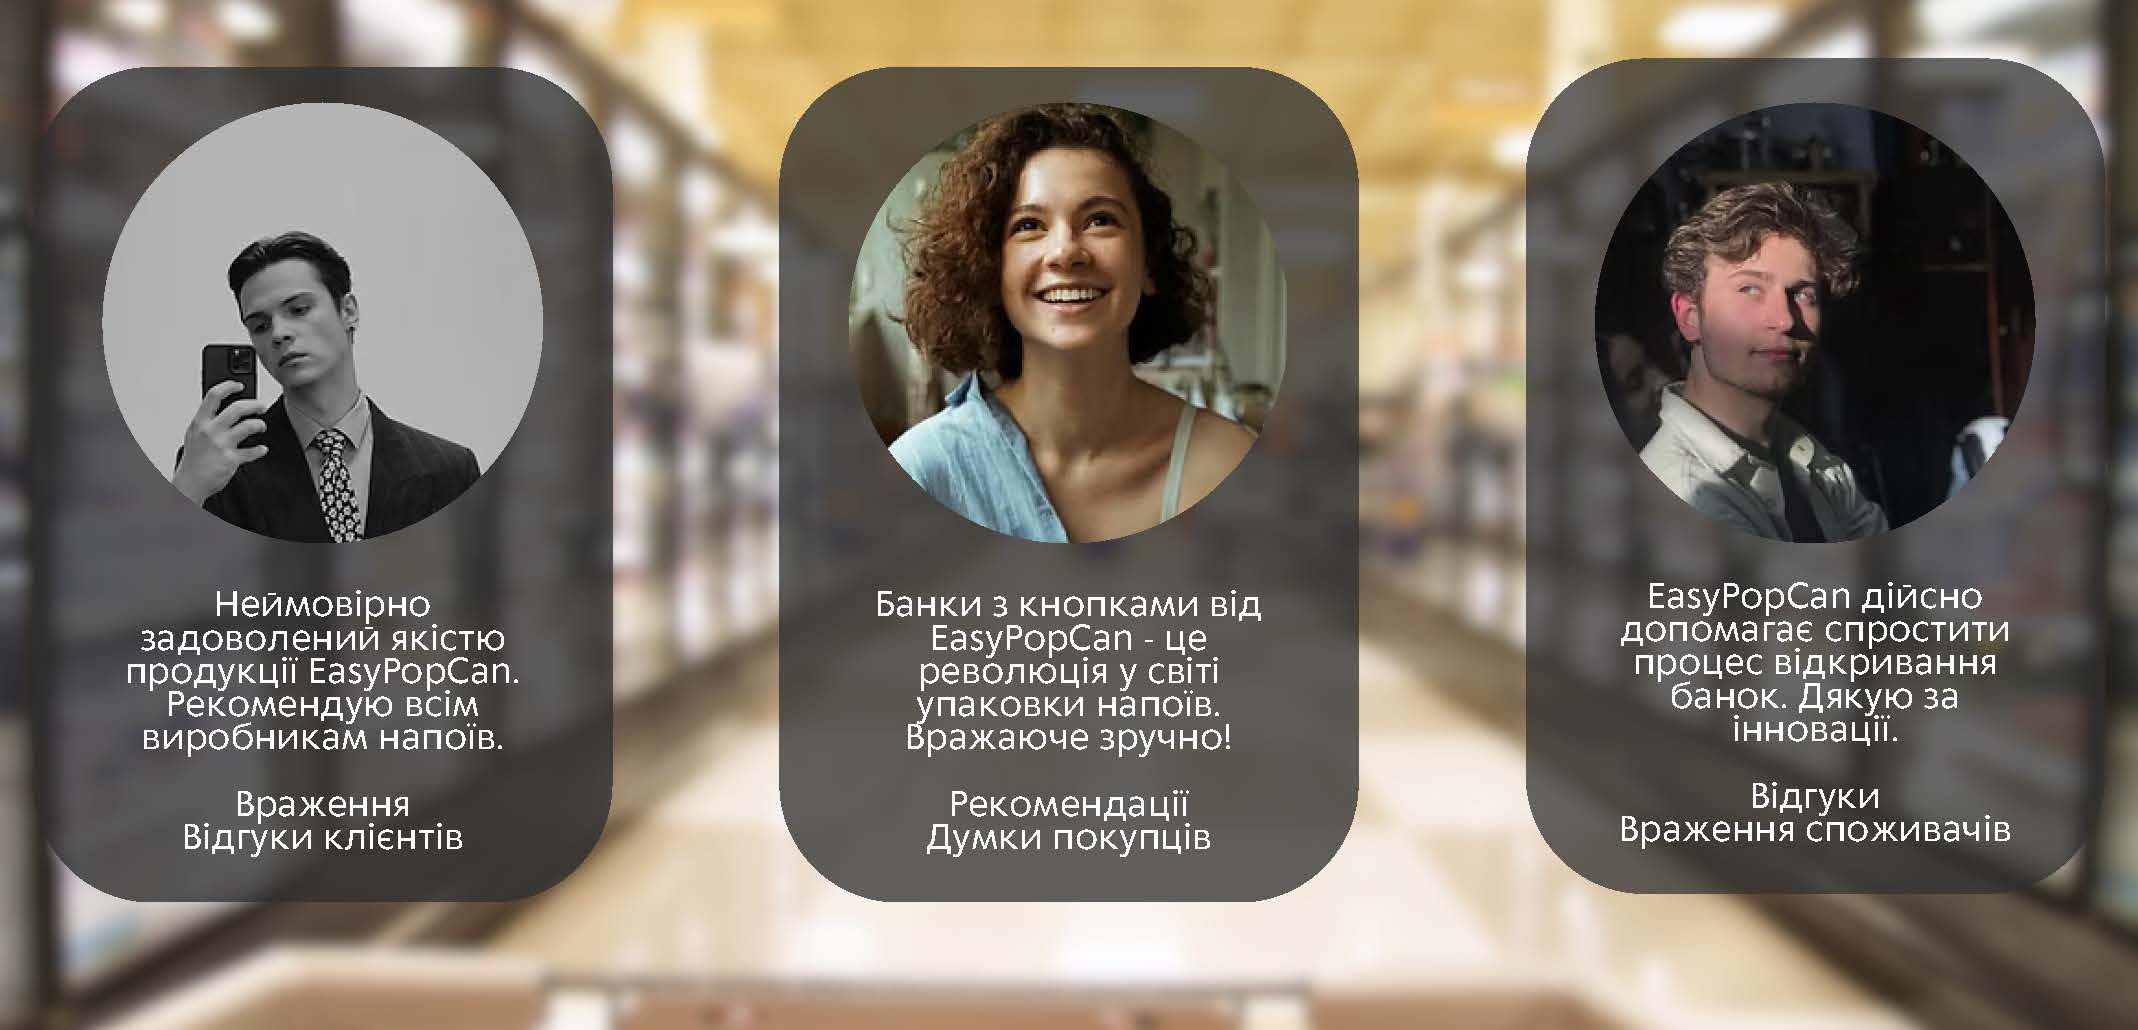 Неймовірно
задоволений якістю
продукції EasyPopCan.
Рекомендую всім
виробникам напоїв.
Враження
Відгуки клієнтів
Банки з кнопками від
EasyPopCan - це
революція у світі
упаковки напоїв.
Вражаюче зручно!
Рекомендації
Думки покупців
EasyPopCan дійсно
допомагає спростити
процес відкривання
банок. Дякую за
інновації.
Відгуки
Враження споживачів